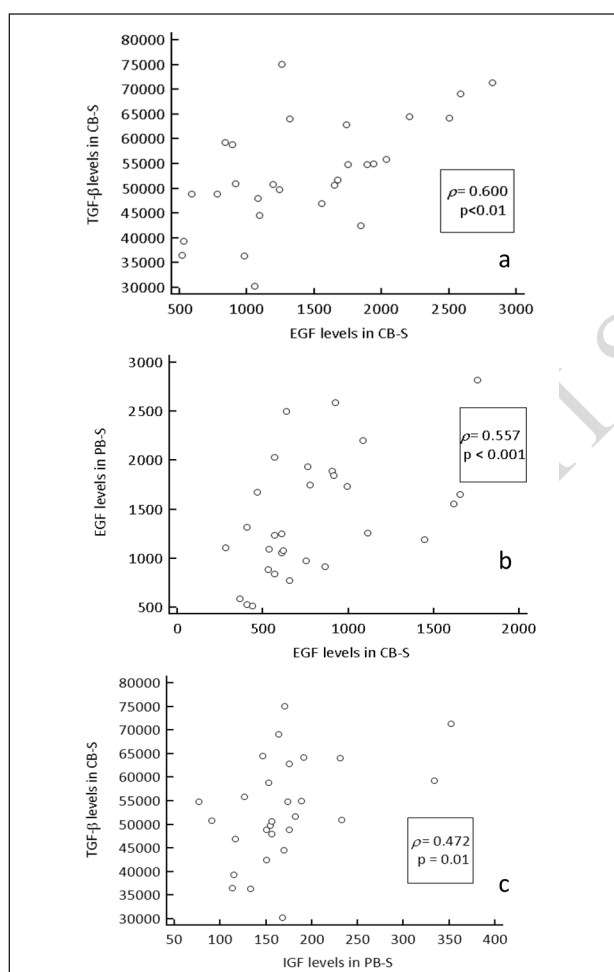 80000
75000
70000
65000
60000
55000
50000
45000
40000
35000
30000
TGF-β levels in CB-S
ρ= 0.600
p<0.01
a
500 1000 1500 2000 2500 3000
EGF levels in CB-S
3000
2500
2000
1500
1000
500
EGF levels in PB-S
ρ= 0.557
p < 0.001
b
0 500 1000 1500 2000
EGF levels in CB-S
80000
75000
70000
65000
60000
55000
50000
45000
40000
35000
30000
TGF-β levels in CB-S
ρ= 0.472
p = 0.01
c
50 100 150 200 250 300 350 400
IGF levels in PB-S